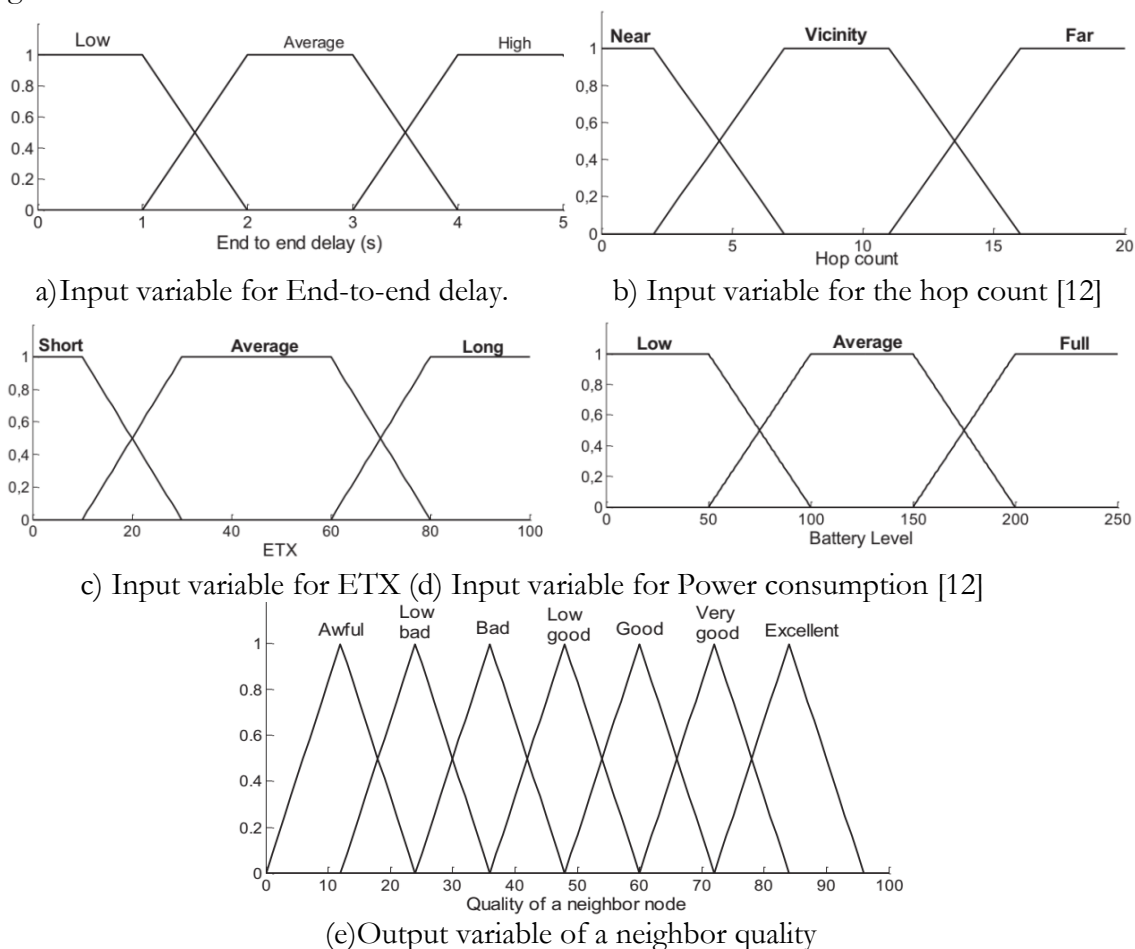 Low Average High
1
0.8
0.6
0.4
0.2
0
0 1 2 3 4 5
End to end delay (s)
Near Vicinity Far
1
0,8
0,6
0,4
0,2
0
0 5 10 15 20
Hop count
a)Input variable for End-to-end delay. b) Input variable for the hop count [12]
Short Average Long
1
0,8
0,6
0,4
0,2
0
0 20 40 60 80 100
ETX
Low Average Full
1
0,8
0,6
0,4
0,2
0
0 50 100 150 200 250
Battery Level
c) Input variable for ETX (d) Input variable for Power consumption [12]
Awful Low bad Bad Low good Good Very good Excellent
1
0.8
0.6
0.4
0.2
0
0 10 20 30 40 50 60 70 80 90 100
Quality of a neighbor node
(e)Output variable of a neighbor quality